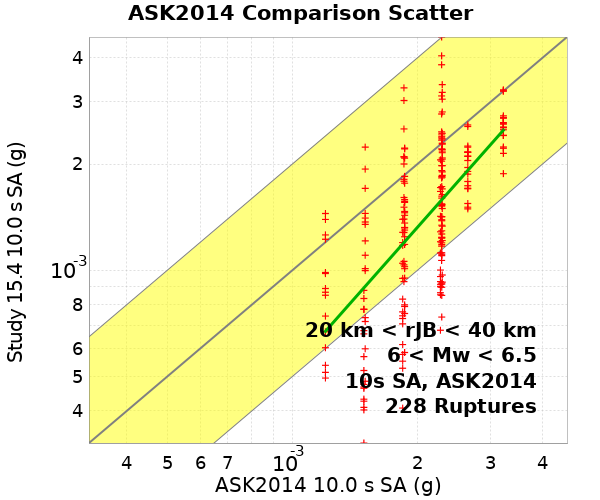 ASK2014 Comparison Scatter
Study 15.4 10.0 s SA (g)
4
3
2
10-3
8
6
5
4
20 km < rJB < 40 km
6 < Mw < 6.5
10s SA, ASK2014
228 Ruptures
4 5 6 7 10-3 2 3 4
ASK2014 10.0 s SA (g)